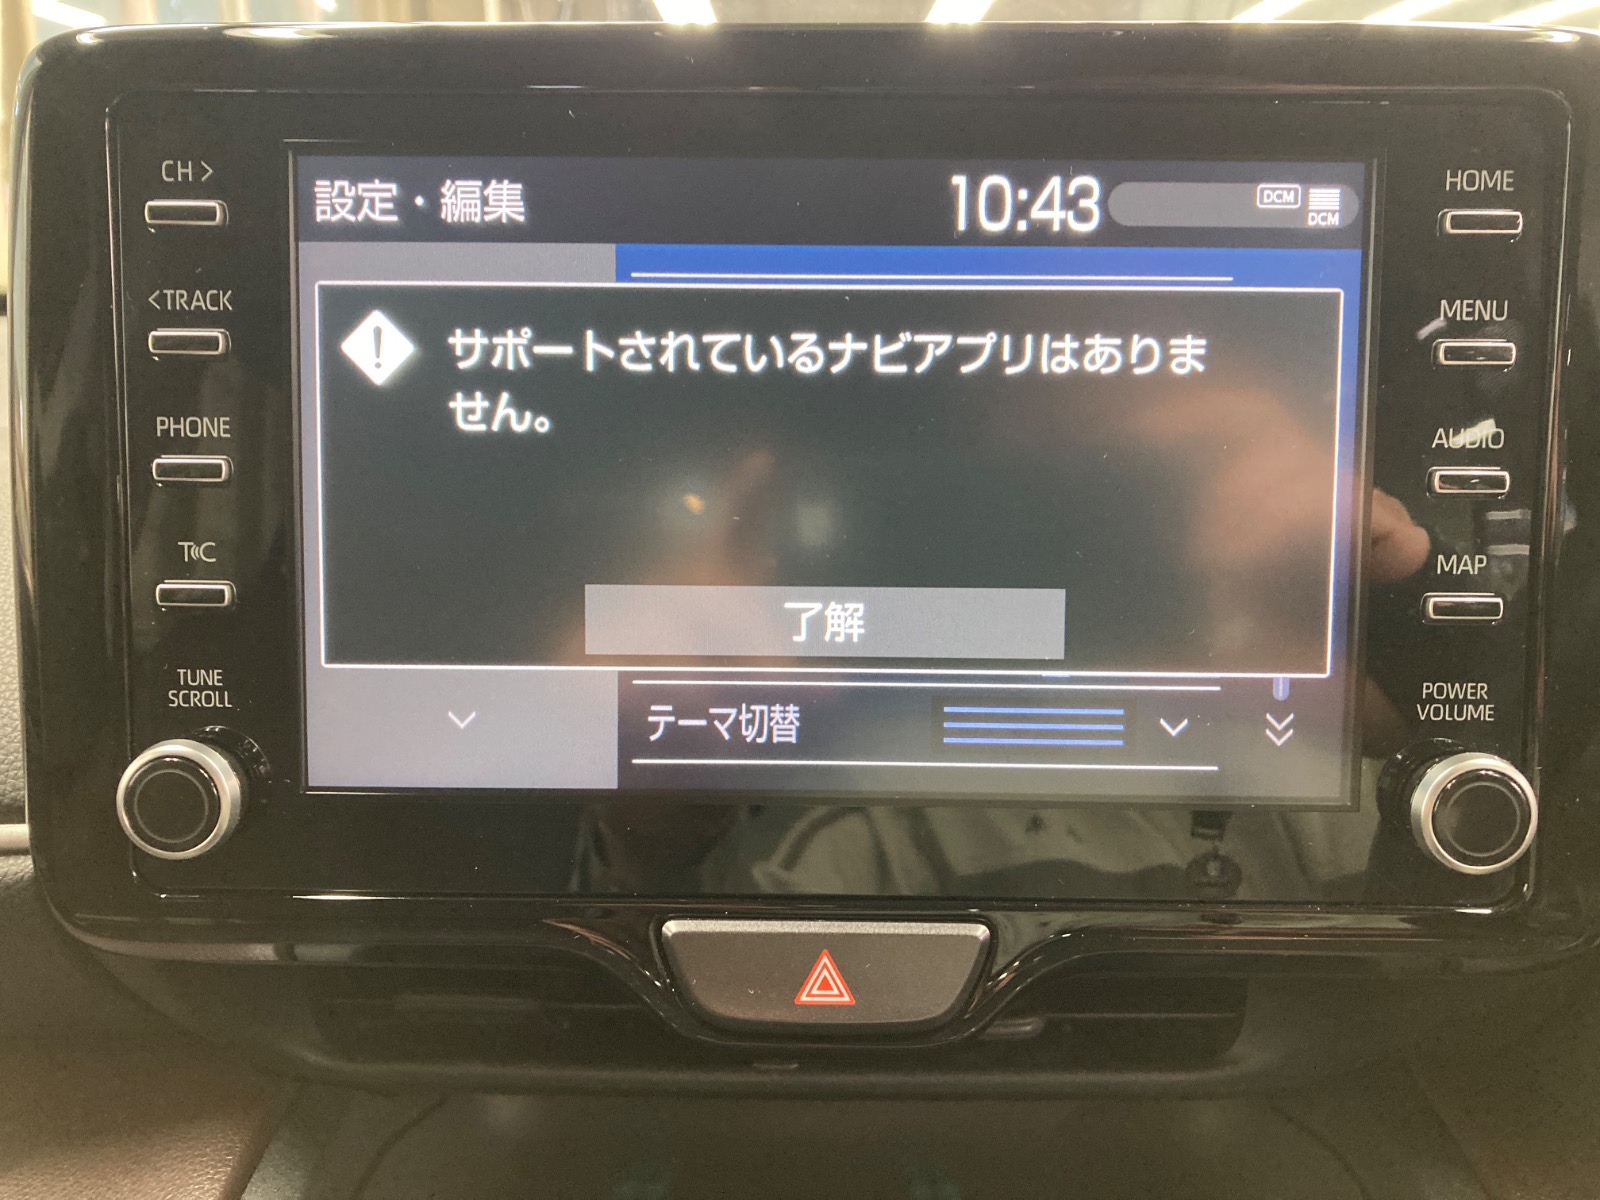 CH >
<TRACK
PHONE
T C
TUNE
SCROLL
設定・編集
10:43
DCM
DCM
サポートされているナビアプリはありま
せん。
了解
テーマ切替
HOME
MENU
AUDIO
MAP
POWER
VOLUME